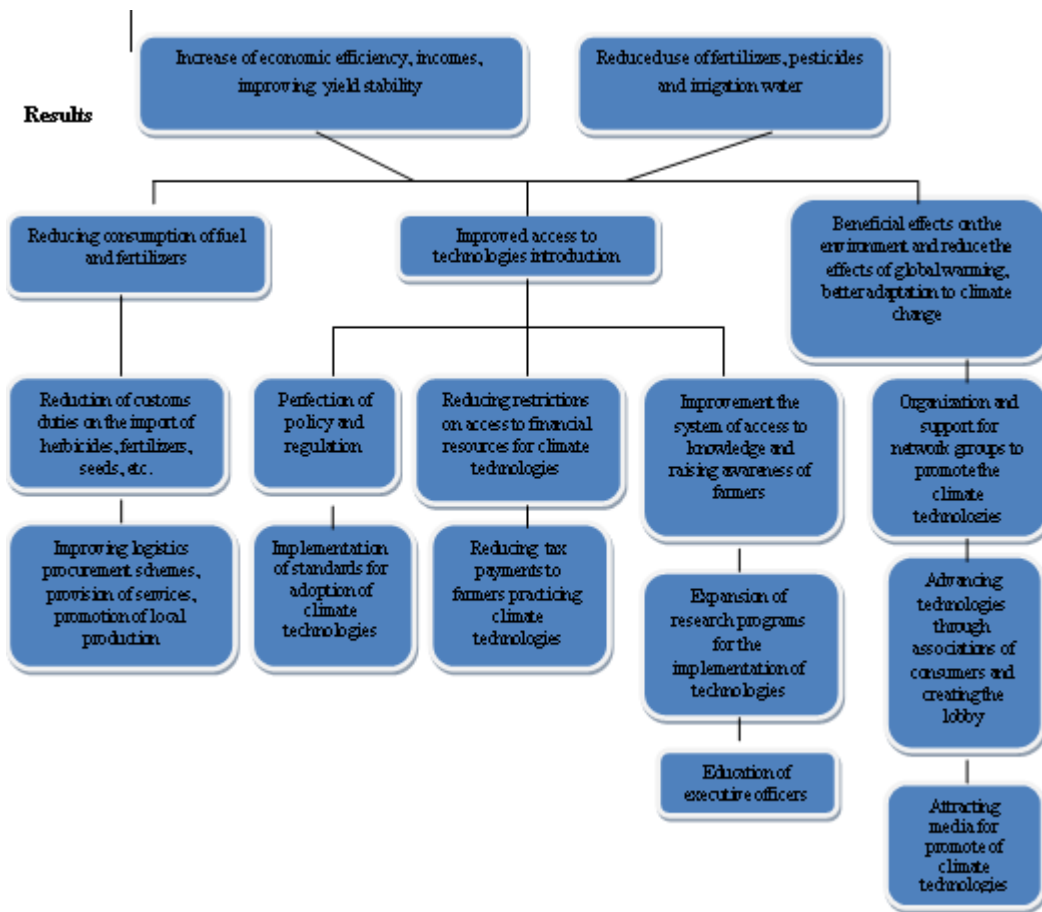 Increase of economic efficiency, incomes,
improving yield stability
Reduced use of fertilizers, pesticides
and irrigation water
Results
Reducing consumption of fuel
and fertilizers
Improved access to
technologies introduction
Beneficial effects on the
environment and reduce the
effects of global warming,
better adaptation to climate
change
Reduction of customs
duties on the import of
herbicides, fertilizers,
seeds, etc.
Perfection of
policy and
regulation
Reducing restrictions
on access to financial
resources for climate
technologies
Improvement the
system of access to
knowledge and
raising awareness of
farmers
Organization and
support for
network groups to
promote the
climate
technologies
Improving logistics
procurement schemes,
provision of services,
promotion of local
production
Implementation
of standards for
adoption of
climate
technologies
Reducing tax
payments to
farmers practicing
climate
technologies
Expansion of
research programs
for the
implementation of
technologies
Advancing
technologies
through
associations of
consumers and
creating the
lobby
Education of
executive officers
Attracting
media for
promote of
climate
technologies